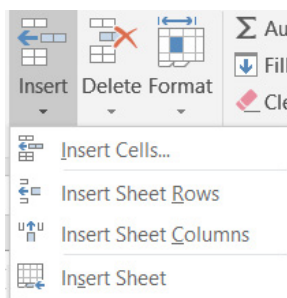 Σ Au
Fill
Insert Delete Format
Cle
Insert Cells...
Insert Sheet Rows
Insert Sheet Columns
Insert Sheet